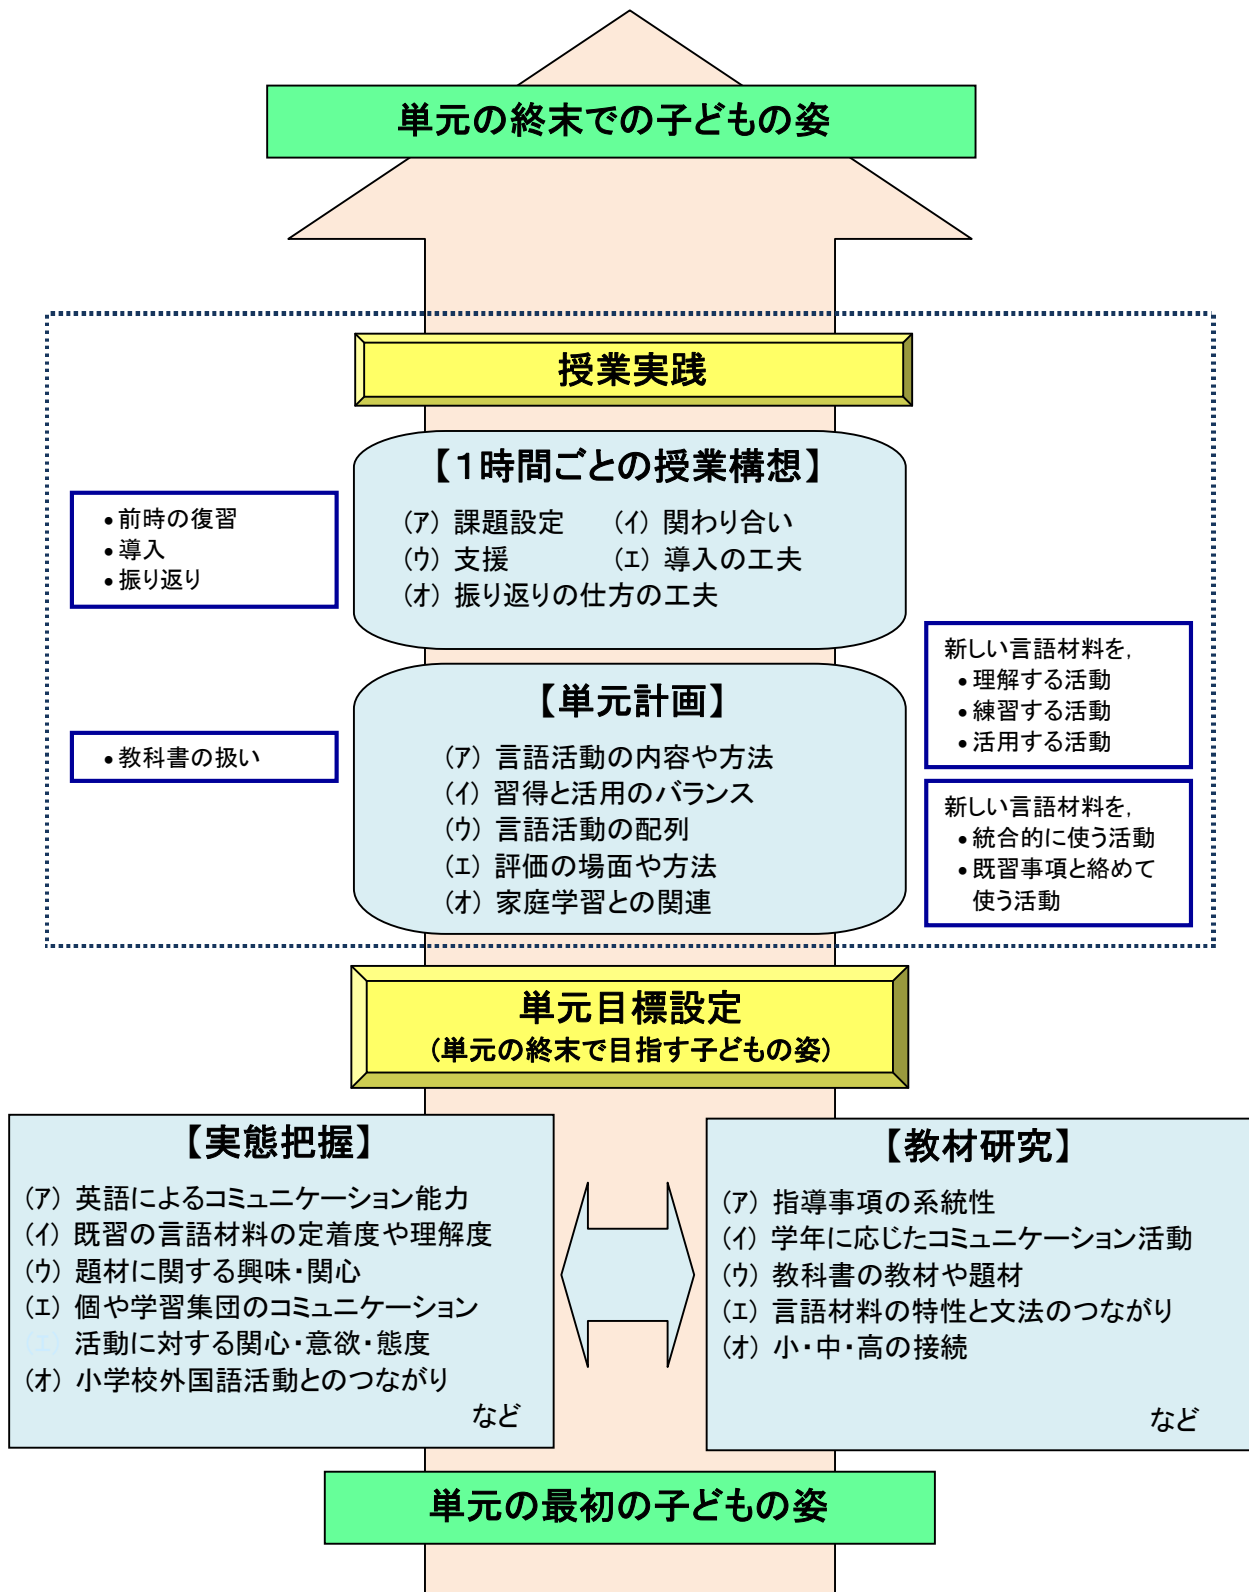 単元の終末での子どもの姿
授業実践
【１時間ごとの授業構想】
(ｱ) 課題設定 (ｲ) 関わり合い
(ｳ) 支援 (ｴ) 導入の工夫
(ｵ) 振り返りの仕方の工夫
•前時の復習
•導入
•振り返り
新しい言語材料を,
•理解する活動
•練習する活動
•活用する活動
【単元計画】
(ｱ) 言語活動の内容や方法
(ｲ) 習得と活用のバランス
(ｳ) 言語活動の配列
(ｴ) 評価の場面や方法
(ｵ) 家庭学習との関連
•教科書の扱い
新しい言語材料を,
•統合的に使う活動
•既習事項と絡めて
使う活動
単元目標設定
(単元の終末で目指す子どもの姿)
【実態把握】
(ｱ) 英語によるコミュニケーション能力
(ｲ) 既習の言語材料の定着度や理解度
(ｳ) 題材に関する興味・関心
(ｴ) 個や学習集団のコミュニケーション
(ｴ) 活動に対する関心・意欲・態度
(ｵ) 小学校外国語活動とのつながり
など
【教材研究】
(ｱ) 指導事項の系統性
(ｲ) 学年に応じたコミュニケーション活動
(ｳ) 教科書の教材や題材
(ｴ) 言語材料の特性と文法のつながり
(ｵ) 小・中・高の接続
など
単元の最初の子どもの姿